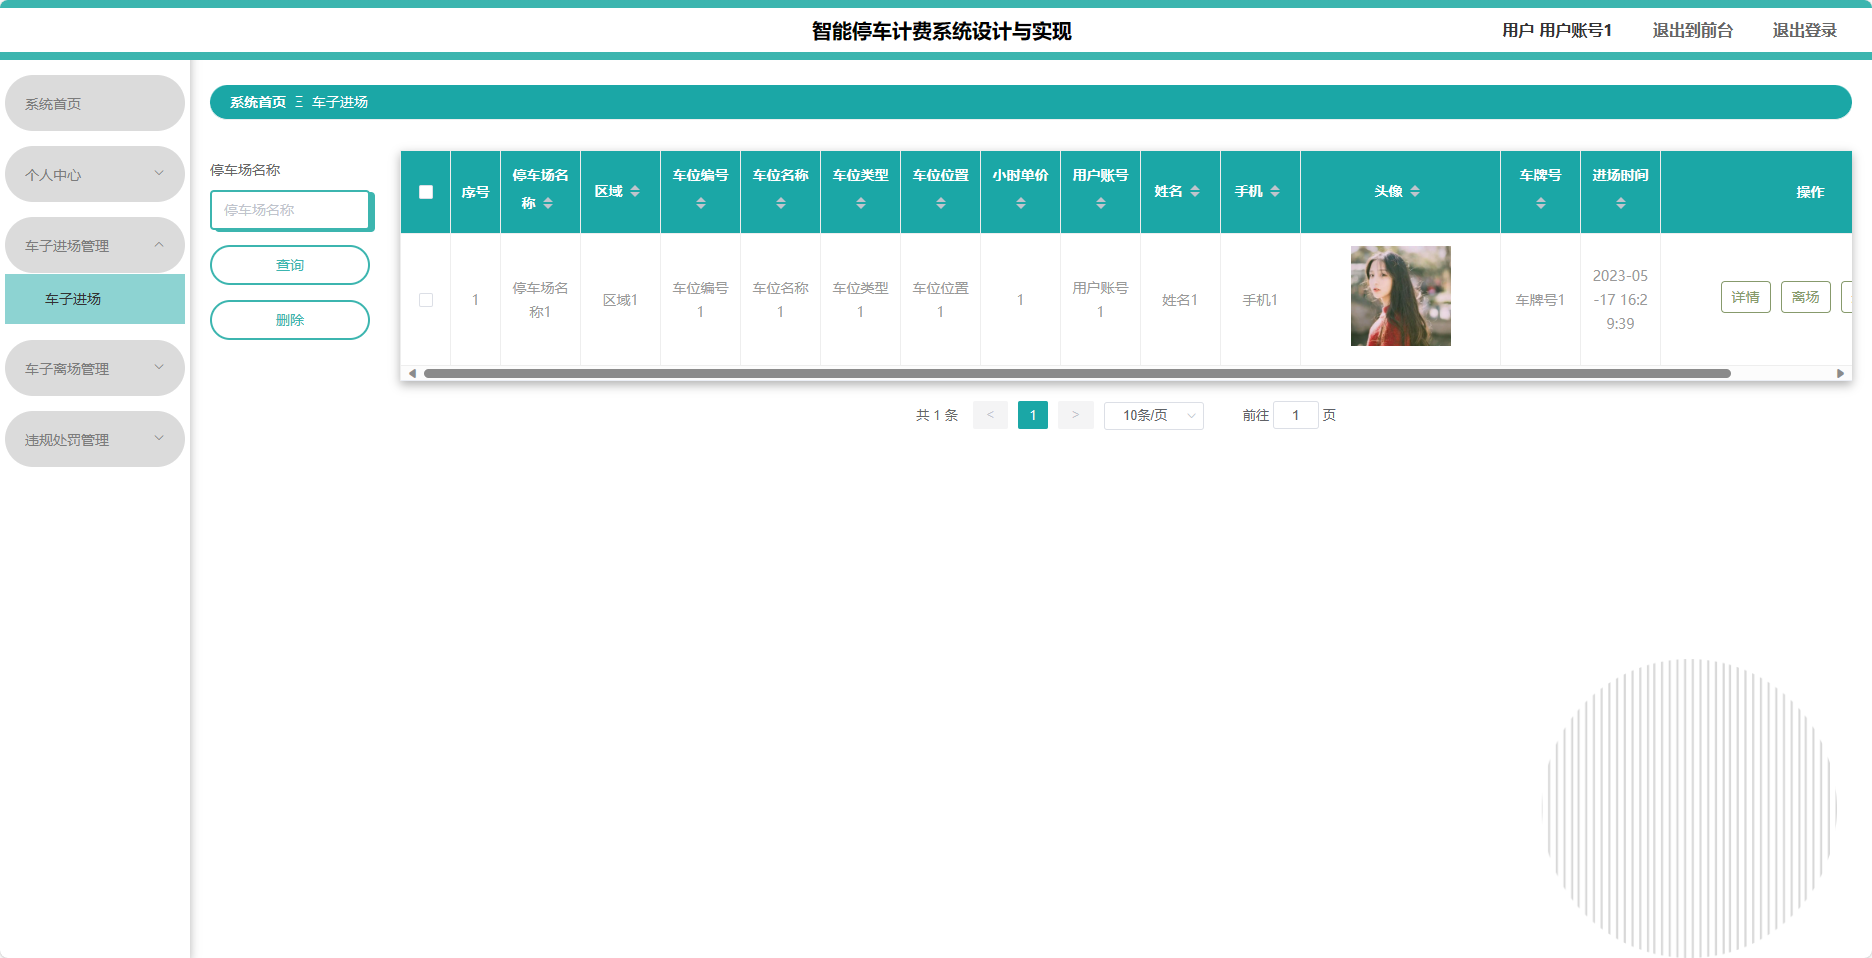 智能停车计费系统设计与实现
用户 用户账号1
退出到前台
退出登录
系统首页
个人中心
车子进场管理
车子进场
车子离场管理
违规处罚管理
系统首页 Ξ 车子进场
停车场名称
停车场名称
查询
删除
序号
停车场名
称
区域
车位编号
车位名称
车位类型
车位位置
小时单价
用户账号
姓名
手机
头像
车牌号
进场时间
操作
1
停车场名
称1
区域1
车位编号
1
车位名称
1
车位类型
1
车位位置
1
1
用户账号
1
姓名1
手机1
车牌号1
2023-05
-17 16:2
9:39
详情
离场
共 1 条
<
1
>
10条/页
前往 1 页